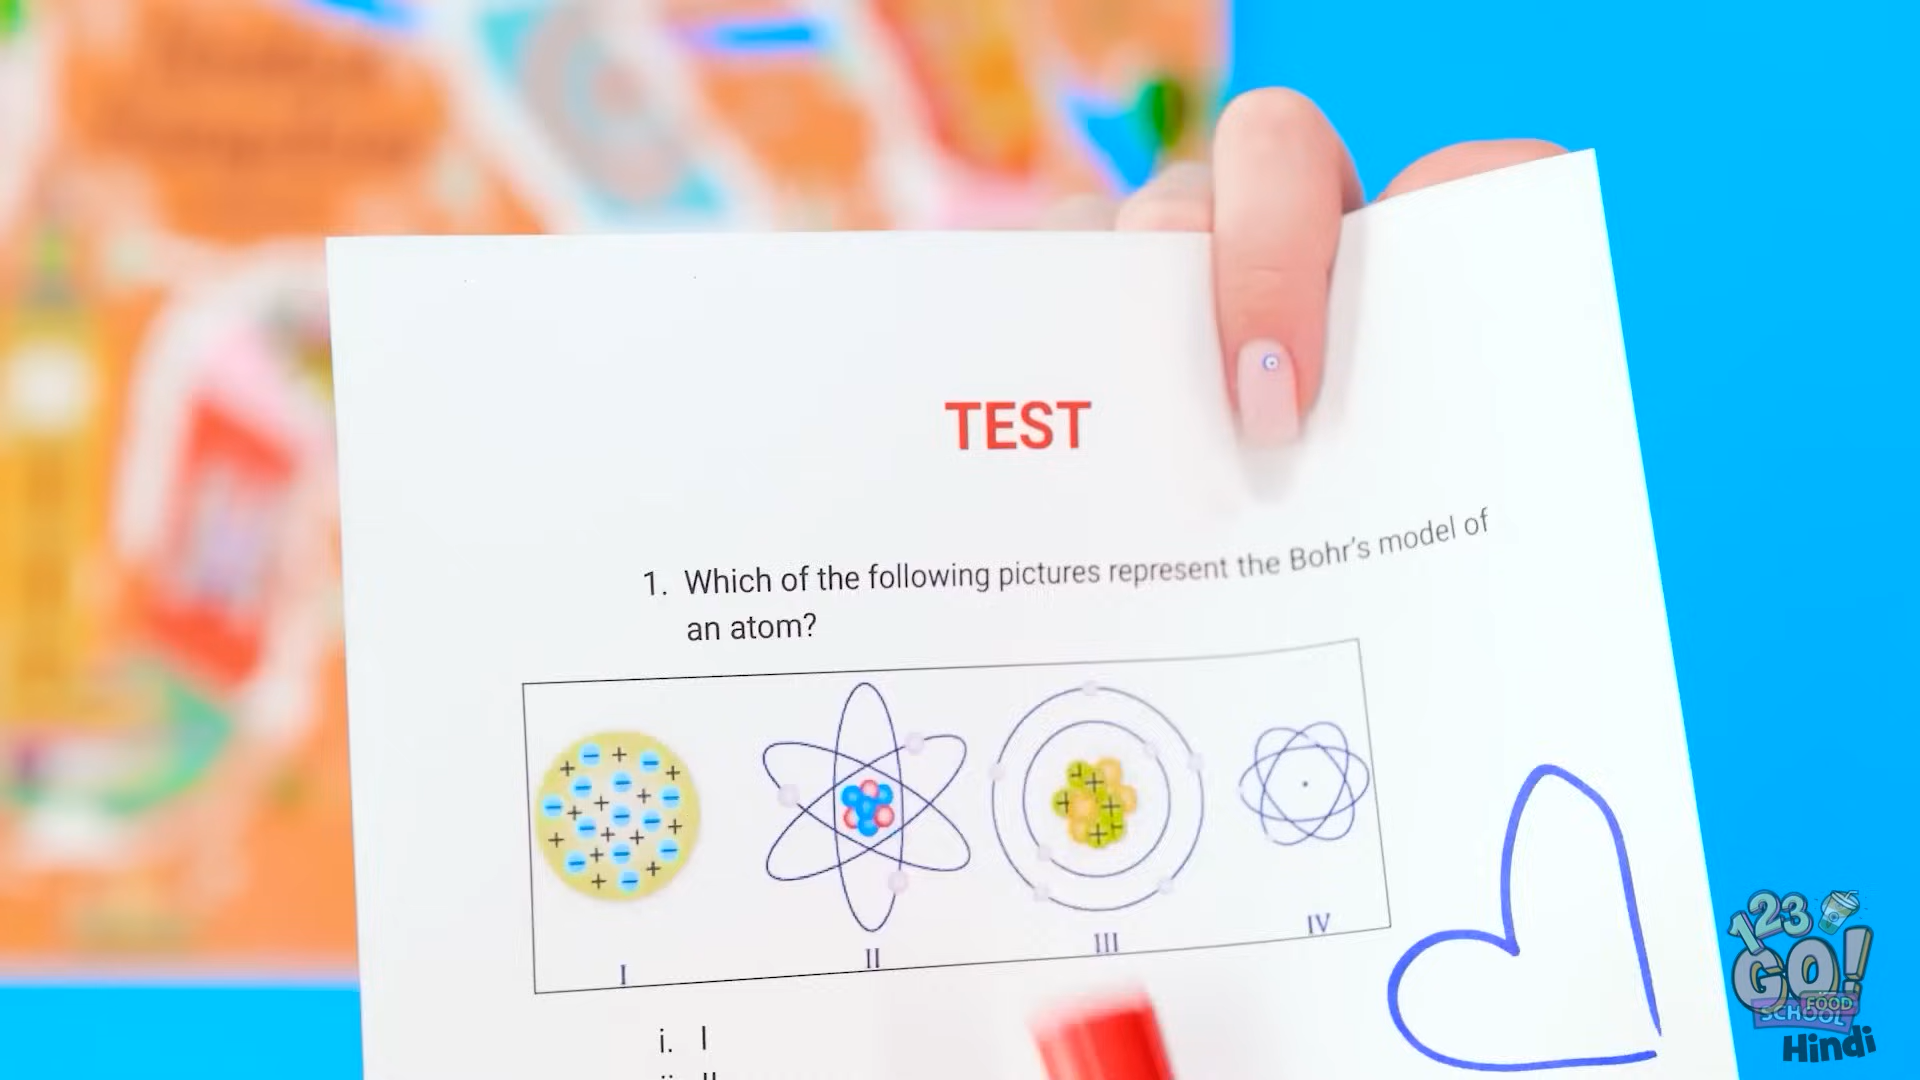 TEST
1. Which of the following pictures represent the Bohr's model of
an atom?
I
II
III
IV
i. I
123
GO!
FOOD
SCHOOL
Hindi